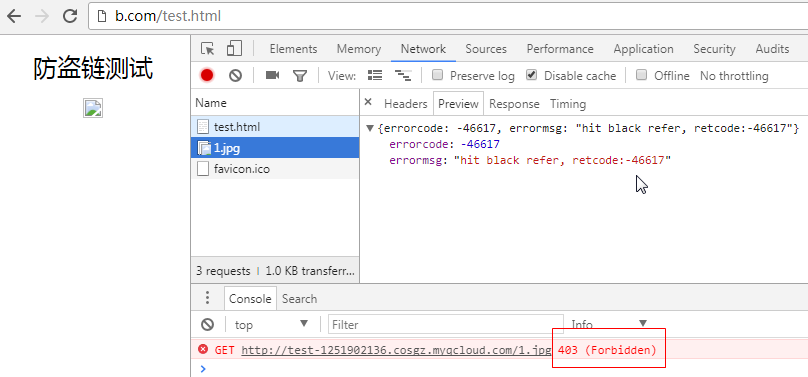 b.com/test.html
防盗链测试
Elements Memory Network Sources Performance Application Security Audits
View: Preserve log Disable cache Offline No throttling
Name
Headers Preview Response Timing
test.html
1.jpg
favicon.ico
{errorcode: -46617, errormsg: "hit black refer, retcode:-46617"}
errorcode: -46617
errormsg: "hit black refer, retcode:-46617"
3 requests | 1.0 KB transferr...
Console Search
top Filter Info
GET http://test-1251902136.cosgz.myqcloud.com/1.jpg 403 (Forbidden)